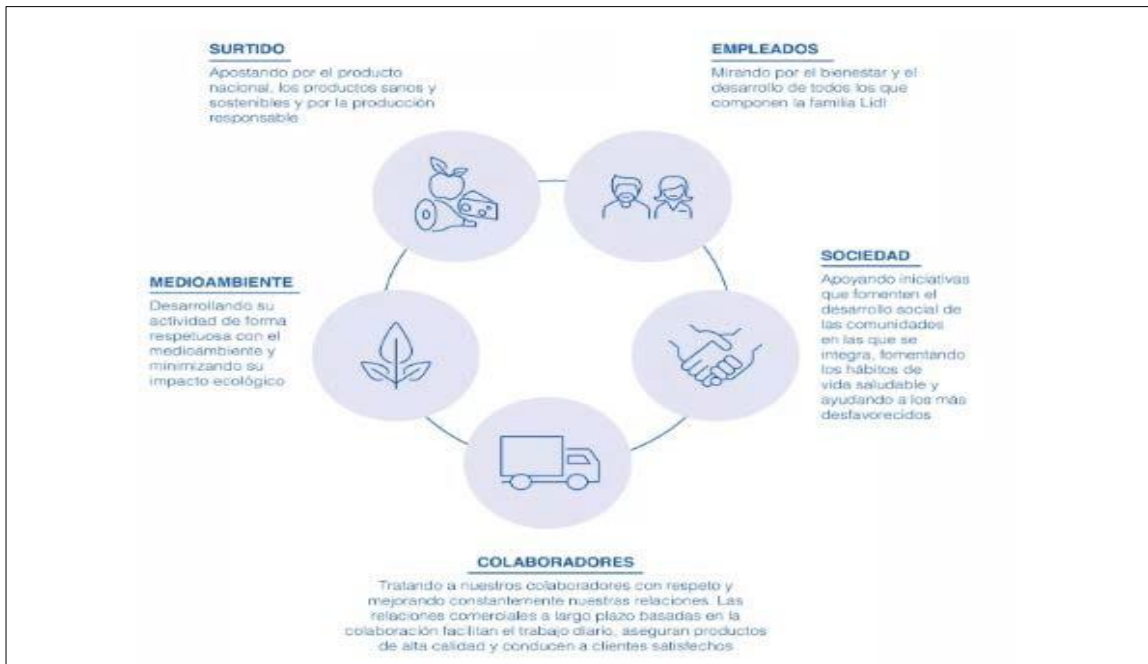 SURTIDO
Apostando por el producto
nacional, los productos sanos y
sostenibles y por la producción
responsable
EMPLEADOS
Mirando por el bienestar y el
desarrollo de todos los que
componen la familia Lidl
SOCIEDAD
Apoyando iniciativas
que fomenten el
desarrollo social de
las comunidades
en las que se
integra, fomentando
los hábitos de
vida saludable y
ayudando a los más
desfavorecidos
COLABORADORES
Tratando a nuestros colaboradores con respeto y
mejorando constantemente nuestras relaciones. Las
relaciones comerciales a largo plazo basadas en la
colaboración facilitan el trabajo diario, aseguran productos
de alta calidad y conducen a clientes satisfechos
MEDIOAMBIENTE
Desarrollando su
actividad de forma
respetuosa con el
medioambiente y
minimizando su
impacto ecológico